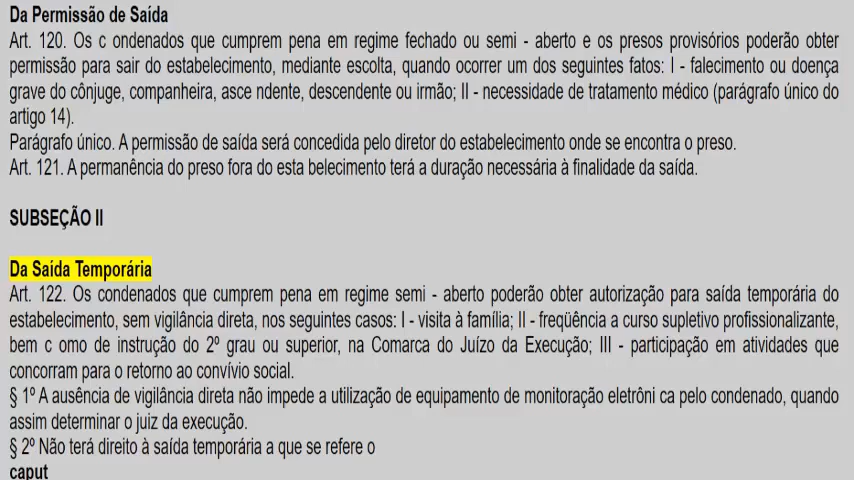 Da Permissão de Saída
Art. 120. Os c ondenados que cumprem pena em regime fechado ou semi - aberto e os presos provisórios poderão obter
permissão para sair do estabelecimento, mediante escolta, quando ocorrer um dos seguintes fatos: I - falecimento ou doença
grave do cônjuge, companheira, asce ndente, descendente ou irmão; II - necessidade de tratamento médico (parágrafo único do
artigo 14).
Parágrafo único. A permissão de saída será concedida pelo diretor do estabelecimento onde se encontra o preso.
Art. 121. A permanência do preso fora do esta belecimento terá a duração necessária à finalidade da saída.
SUBSEÇÃO II
Da Saída Temporária
Art. 122. Os condenados que cumprem pena em regime semi - aberto poderão obter autorização para saída temporária do
estabelecimento, sem vigilância direta, nos seguintes casos: I - visita à família; II - freqüência a curso supletivo profissionalizante,
bem c omo de instrução do 2º grau ou superior, na Comarca do Juízo da Execução; III - participação em atividades que
concorram para o retorno ao convívio social.
§ 1º A ausência de vigilância direta não impede a utilização de equipamento de monitoração eletrôni ca pelo condenado, quando
assim determinar o juiz da execução.
§ 2º Não terá direito à saída temporária a que se refere o
caput